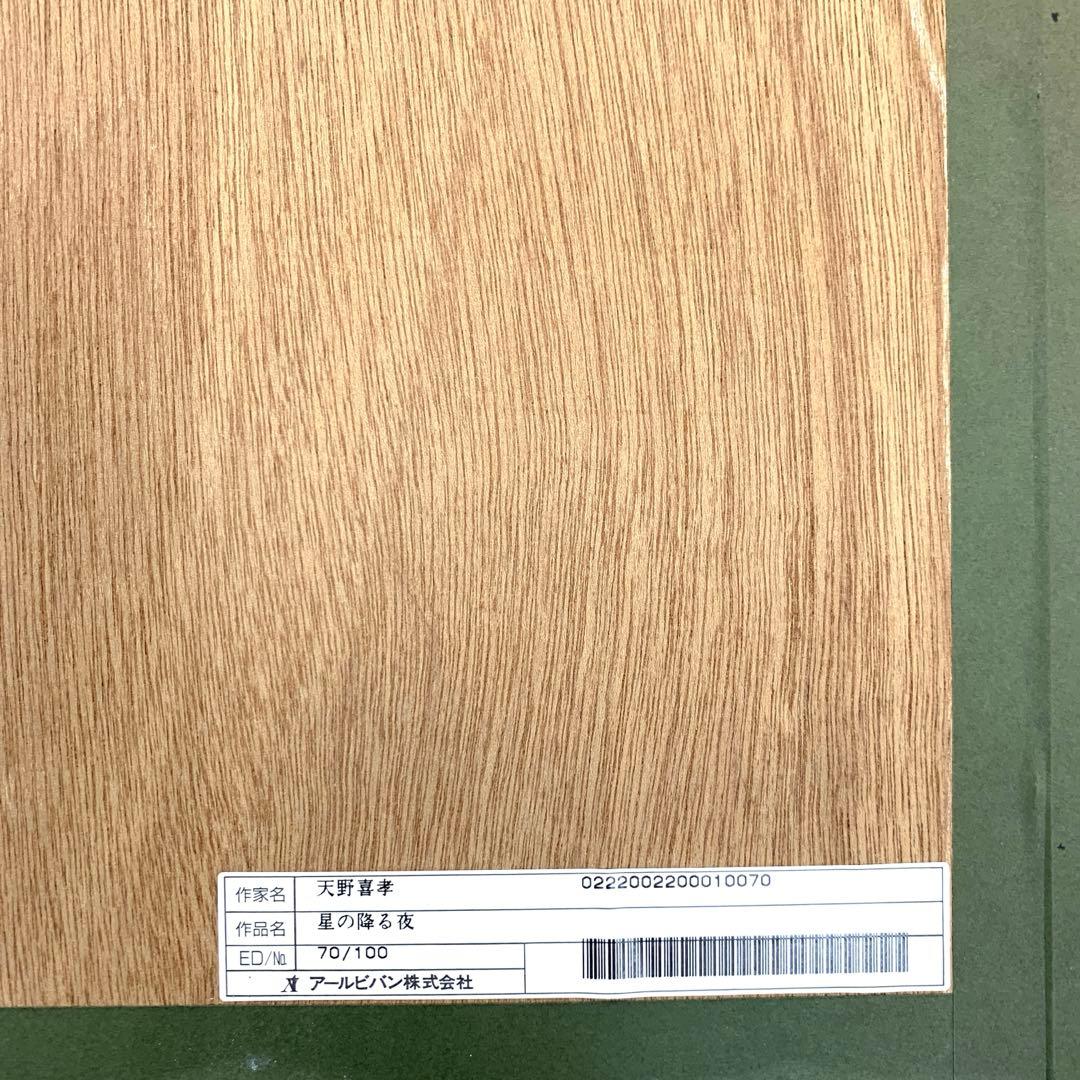 作家名 天野喜孝 0222002200010070
作品名 星の降る夜
ED/№ 70/100
アールビバン株式会社